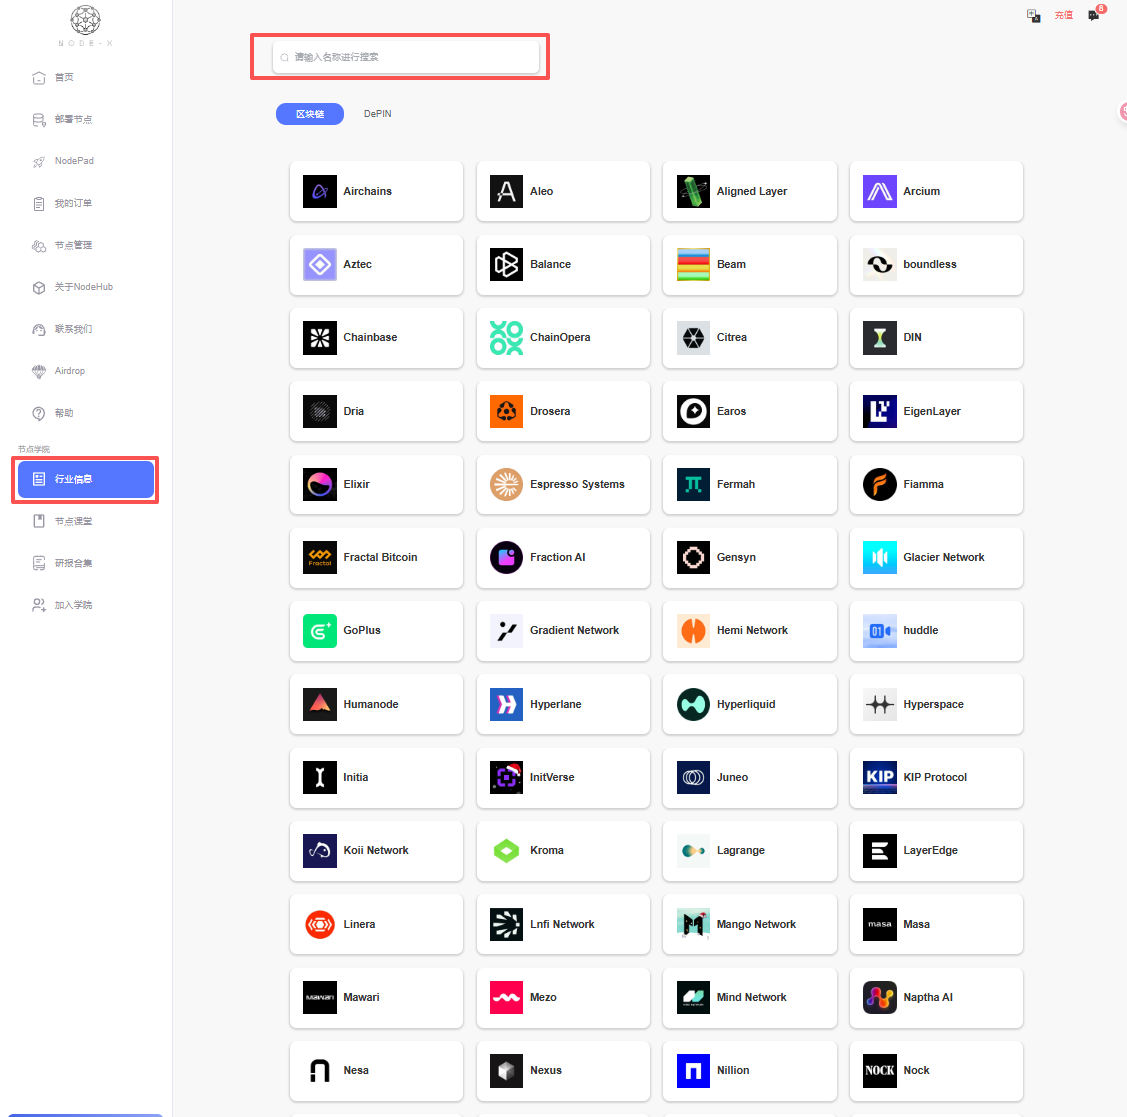 NODE-X
充值
8
首页
部署节点
NodePad
我的订单
节点管理
关于NodeHub
联系我们
Airdrop
帮助
节点学院
行业信息
节点课堂
研报合集
加入学院
请输入名称进行搜索
区块链
DePIN
Airchains
Aleo
Aligned Layer
Arcium
Aztec
Balance
Beam
boundless
Chainbase
ChainOpera
Citrea
DIN
Dria
Drosera
Earos
EigenLayer
Elixir
Espresso Systems
Fermah
Fiamma
Fractal
Fractal Bitcoin
Fraction AI
Gensyn
Glacier Network
GoPlus
Gradient Network
Hemi Network
01
huddle
Humanode
Hyperlane
Hyperliquid
Hyperspace
Initia
InitVerse
Juneo
KIP
KIP Protocol
Koii Network
Kroma
Lagrange
LayerEdge
Linera
Lnfi Network
Mango Network
masa
Masa
MAWARI
Mawari
Mezo
Mind Network
Naptha AI
Nesa
Nexus
Nillion
NOCK
Nock